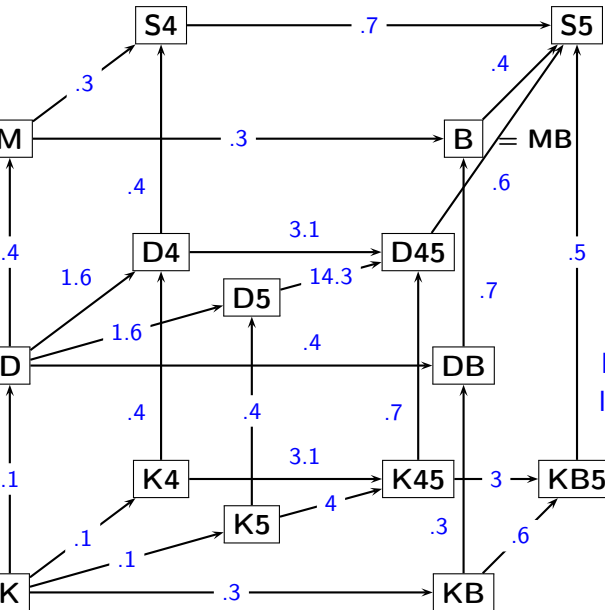 S4 .7 S5
.3 .4
M .3 B = MB
.4 .6
.4 1.6 D4 3.1 D45 .5
D5 14.3 .7
1.6 .4
D DB
.4 .4 .7
.1 K4 3.1 K45 3 KB5
K5 4 .3 .6
.1 .1
K .3 KB